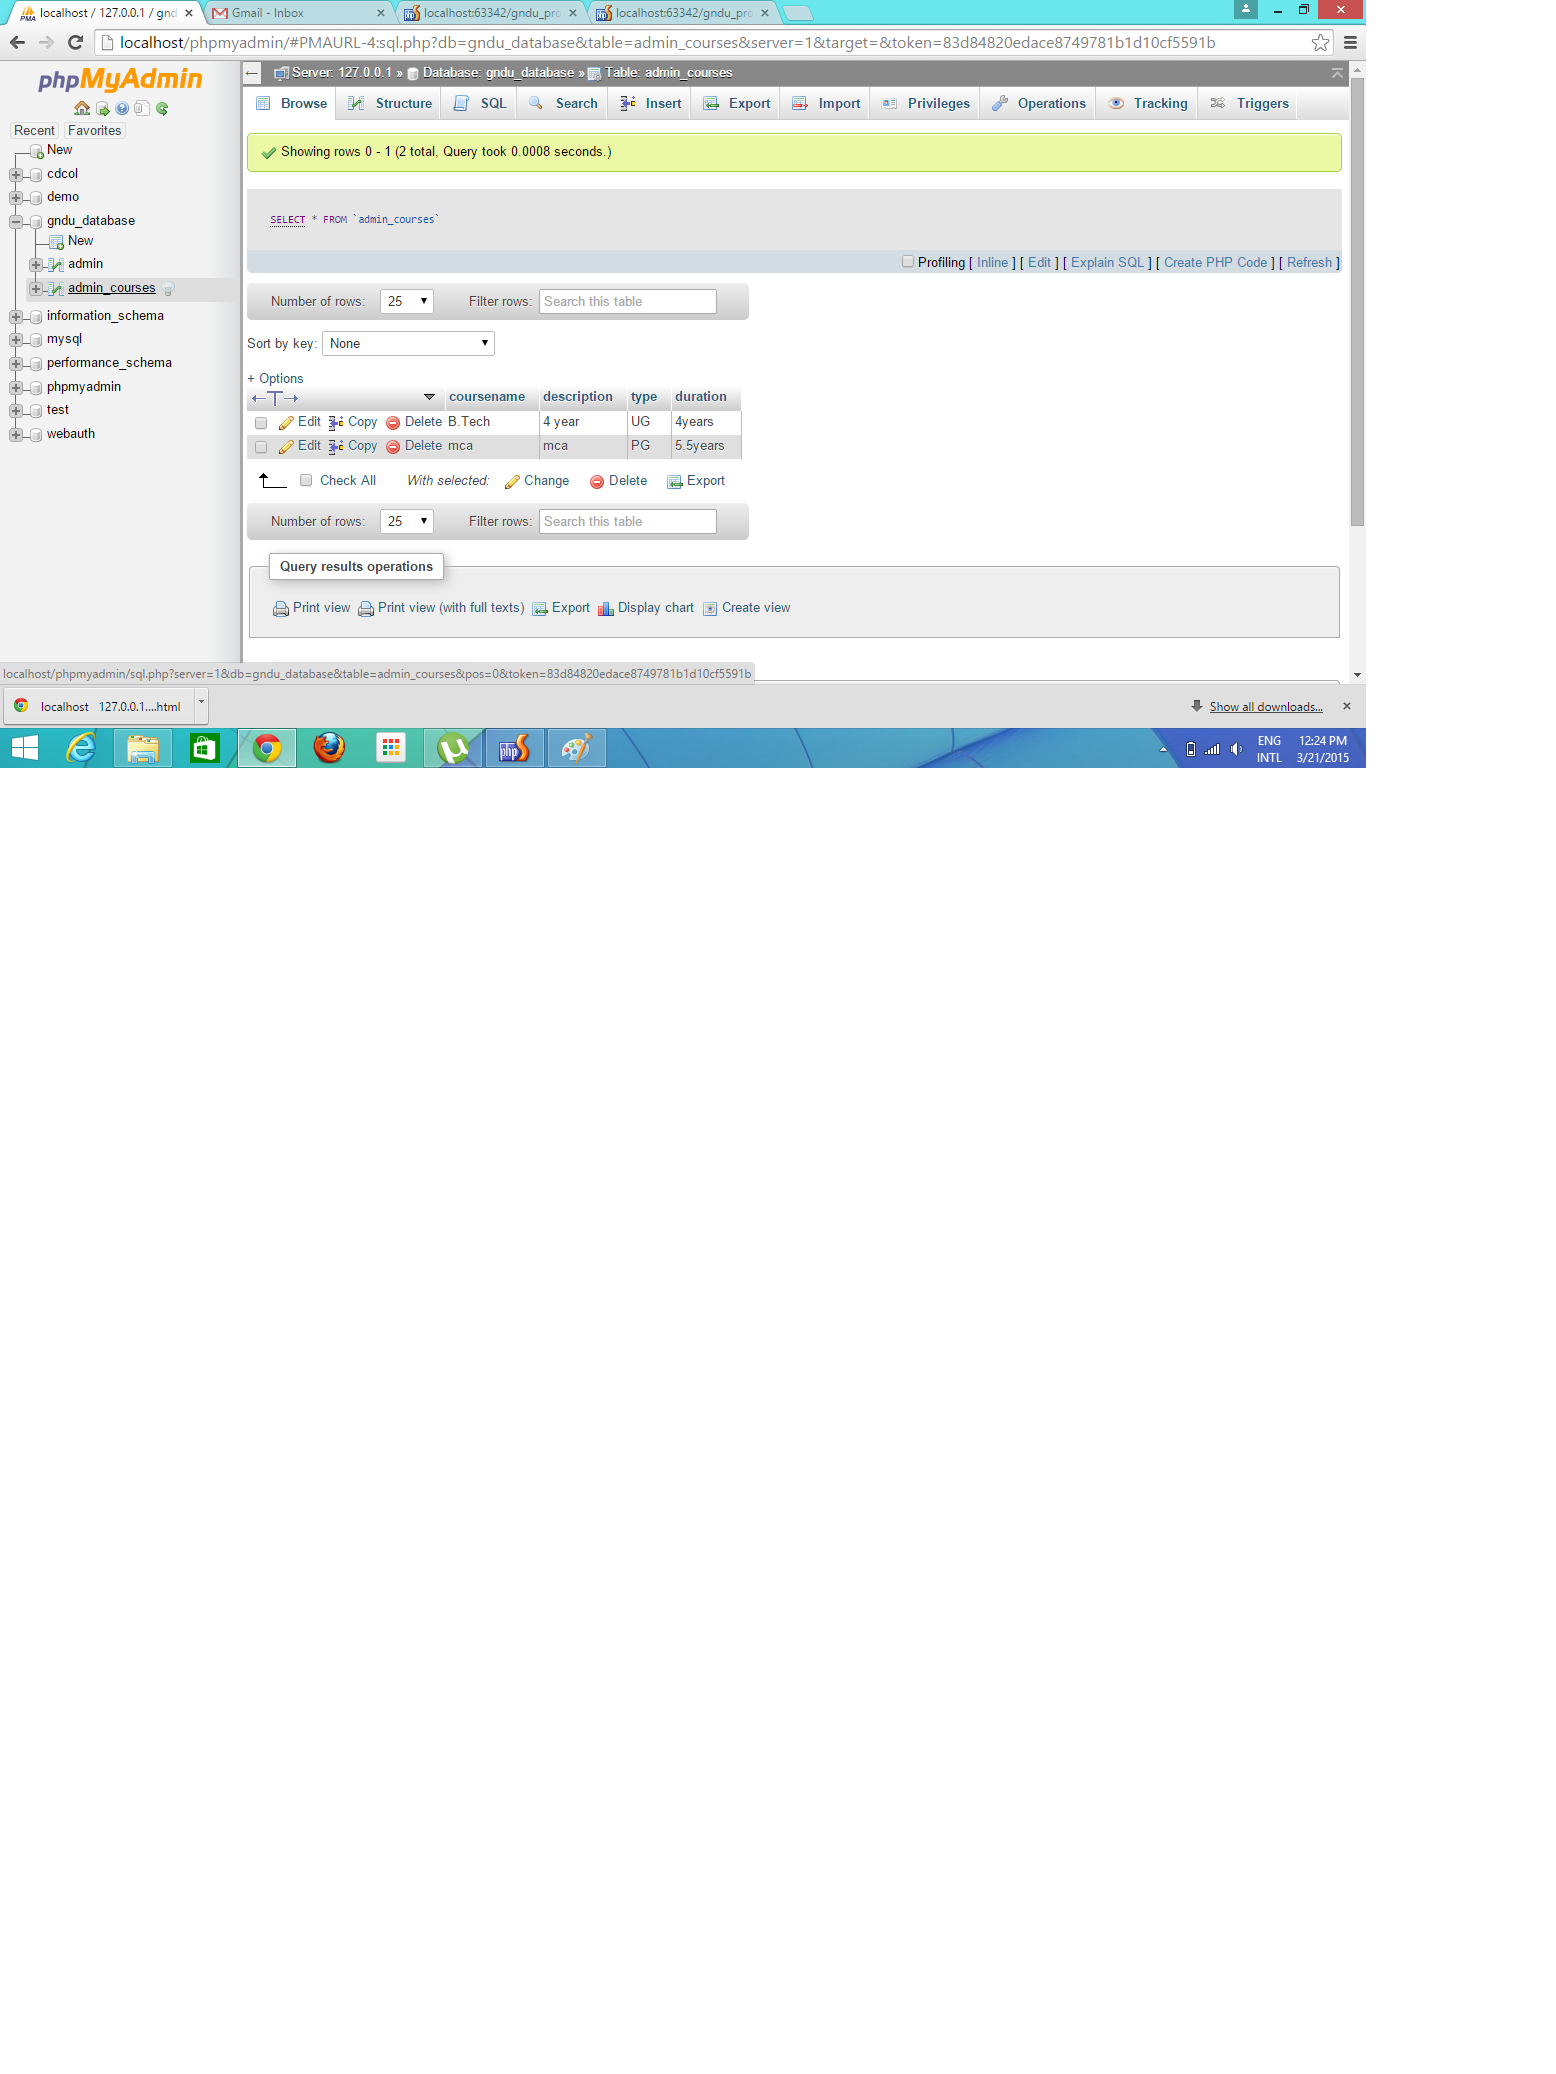 localhost / 127.0.0.1 / gnd
Gmail - Inbox
localhost:63342/gndu_pro
localhost:63342/gndu_pro
localhost/phpmyadmin/#PMAURL-4:sql.php?db=gndu_database&table=admin_courses&server=1&target=&token=83d84820edace8749781b1d10cf5591b
phpMyAdmin
Recent Favorites
New
cdcol
demo
gndu_database
New
admin
admin_courses
information_schema
mysql
performance_schema
phpmyadmin
test
webauth
Server: 127.0.0.1 » Database: gndu_database » Table: admin_courses
Browse Structure SQL Search Insert Export Import Privileges Operations Tracking Triggers
Showing rows 0 - 1 (2 total, Query took 0.0008 seconds.)
SELECT * FROM `admin_courses`
Profiling [ Inline ] [ Edit ] [ Explain SQL ] [ Create PHP Code ] [ Refresh ]
Number of rows: 25 Filter rows: Search this table
Sort by key: None
+ Options
←T→ coursename description type duration
Edit Copy Delete B.Tech 4 year UG 4years
Edit Copy Delete mca mca PG 5.5years
Check All With selected: Change Delete Export
Number of rows: 25 Filter rows: Search this table
Query results operations
Print view Print view (with full texts) Export Display chart Create view
localhost/phpmyadmin/sql.php?server=1&db=gndu_database&table=admin_courses&pos=0&token=83d84820edace8749781b1d10cf5591b
localhost 127.0.0.1....html
Show all downloads...
ENG 12:24 PM
INTL 3/21/2015